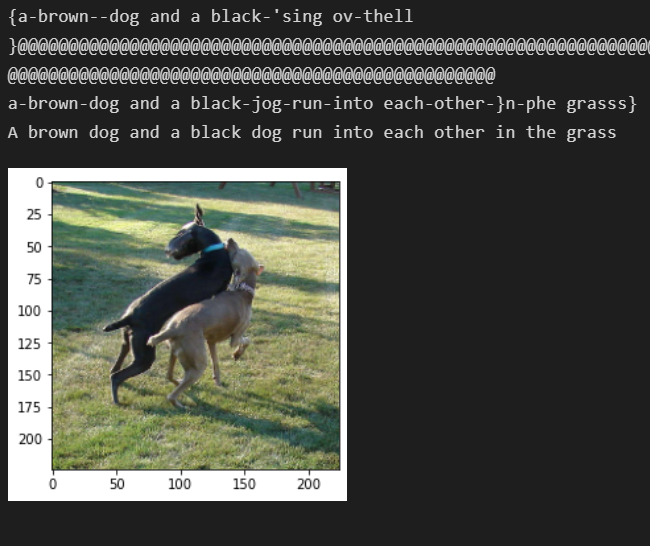 {a-brown--dog and a black-'sing ov-thell
}@@@@@@@@@@@@@@@@@@@@@@@@@@@@@@@@@@@@@@@@@@@@@@@@@@@@@@@@@@@@@@@
@@@@@@@@@@@@@@@@@@@@@@@@@@@@@@@@@@@@@@@@@@@@@@@@
a-brown-dog and a black-jog-run-into each-other-}n-phe grasss}
A brown dog and a black dog run into each other in the grass
0
25
50
75
100
125
150
175
200
0 50 100 150 200